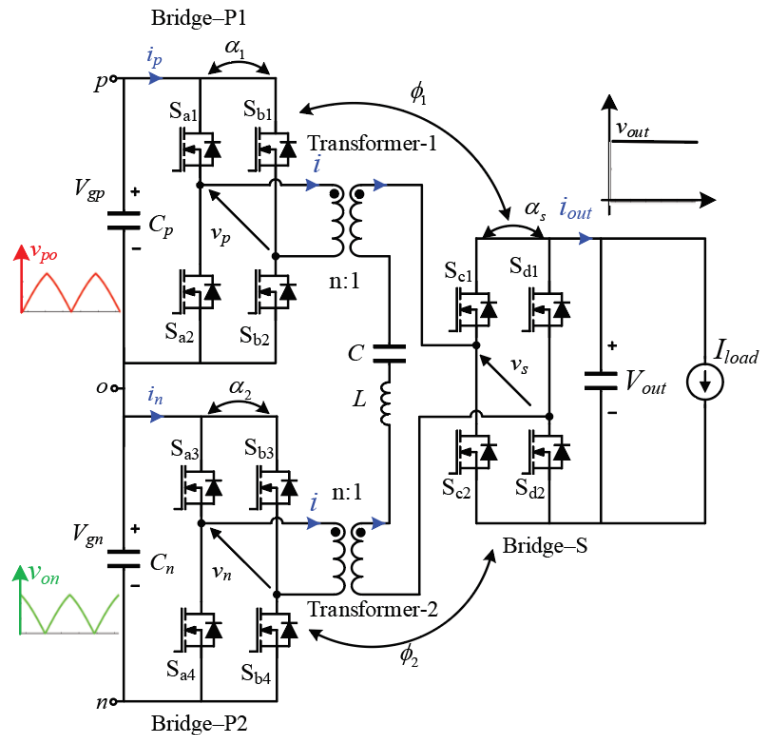 Bridge–P1
i_p
α_1
p
S_a1
S_b1
ϕ_1
Transformer-1
v_out
i
V_gp
+
C_p
−
v_p
α_s
i_out
v_po
S_a2
S_b2
n:1
S_c1
S_d1
C
v_s
+
V_out
−
I_load
o
i_n
α_2
L
S_a3
S_b3
n:1
S_c2
S_d2
i
Bridge–S
V_gn
+
C_n
−
v_n
v_on
Transformer-2
S_a4
S_b4
ϕ_2
n
Bridge–P2